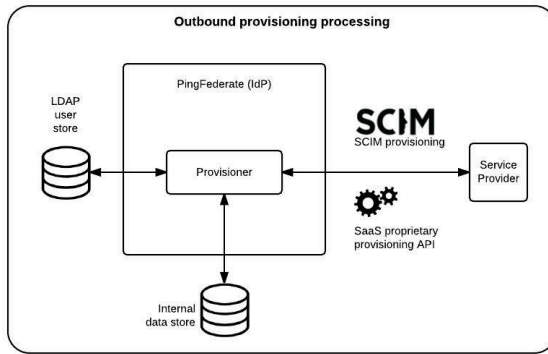 Outbound provisioning processing
PingFederate (IdP)
LDAP
user
store
SCIM
SCIM provisioning
Provisioner
Service
Provider
SaaS proprietary
provisioning API
Internal
data store